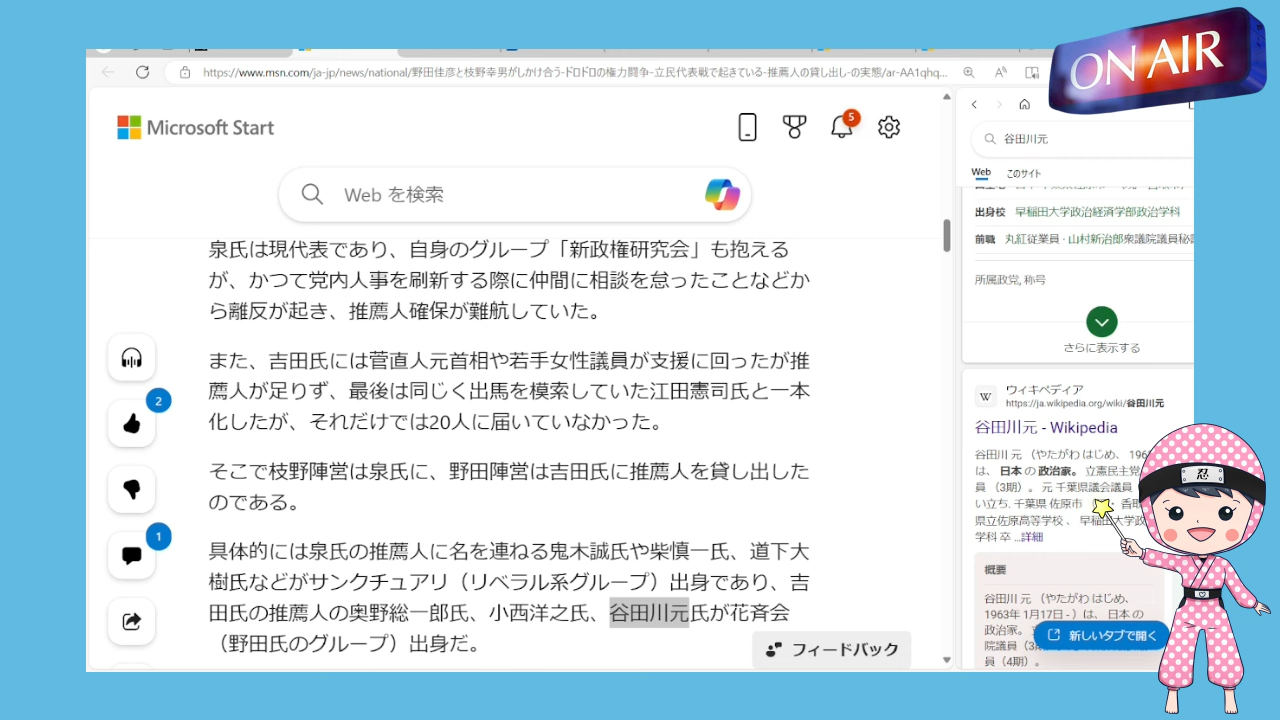 ON AIR
https://www.msn.com/ja-jp/news/national/野田佳彦と枝野幸男がしかけ合う-ドロドロの権力闘争-立民代表戦で起きている-推薦人の貸し出し-の実態/ar-AA1qhq...
Microsoft Start
5
Web を検索
泉氏は現代表であり、自身のグループ「新政権研究会」も抱える
が、かつて党内人事を刷新する際に仲間に相談を怠ったことなどか
ら離反が起き、推薦人確保が難航していた。
また、吉田氏には菅直人元首相や若手女性議員が支援に回ったが推
薦人が足りず、最後は同じく出馬を模索していた江田憲司氏と一本
化したが、それだけでは20人に届いていなかった。
そこで枝野陣営は泉氏に、野田陣営は吉田氏に推薦人を貸し出した
のである。
具体的には泉氏の推薦人に名を連ねる鬼木誠氏や柴慎一氏、道下大
樹氏などがサンクチュアリ（リベラル系グループ）出身であり、吉
田氏の推薦人の奥野総一郎氏、小西洋之氏、谷田川元氏が花斉会
（野田氏のグループ）出身だ。
2
1
フィードバック
谷田川元
Web このサイト
出身校 早稲田大学政治経済学部政治学科
前職 丸紅従業員・山村新治郎衆議院議員秘
所属政党, 称号
さらに表示する
W
ウィキペディア
https://ja.wikipedia.org/wiki/谷田川元
谷田川元 - Wikipedia
谷田川 元 （やたがわ はじめ、 196
は、 日本 の 政治家。 立憲民主党
員 （3期）。 元 千葉県議会議員
い立ち. 千葉県 佐原市 ・ 香取
県立佐原高等学校 、 早稲田大学政
学科 卒 ...詳細
概要
谷田川 元 （やたがわ はじめ、
1963年 1月17日 - ）は、 日本 の
政治家。
院議員（3
員（4期）。
新しいタブで開く
忍